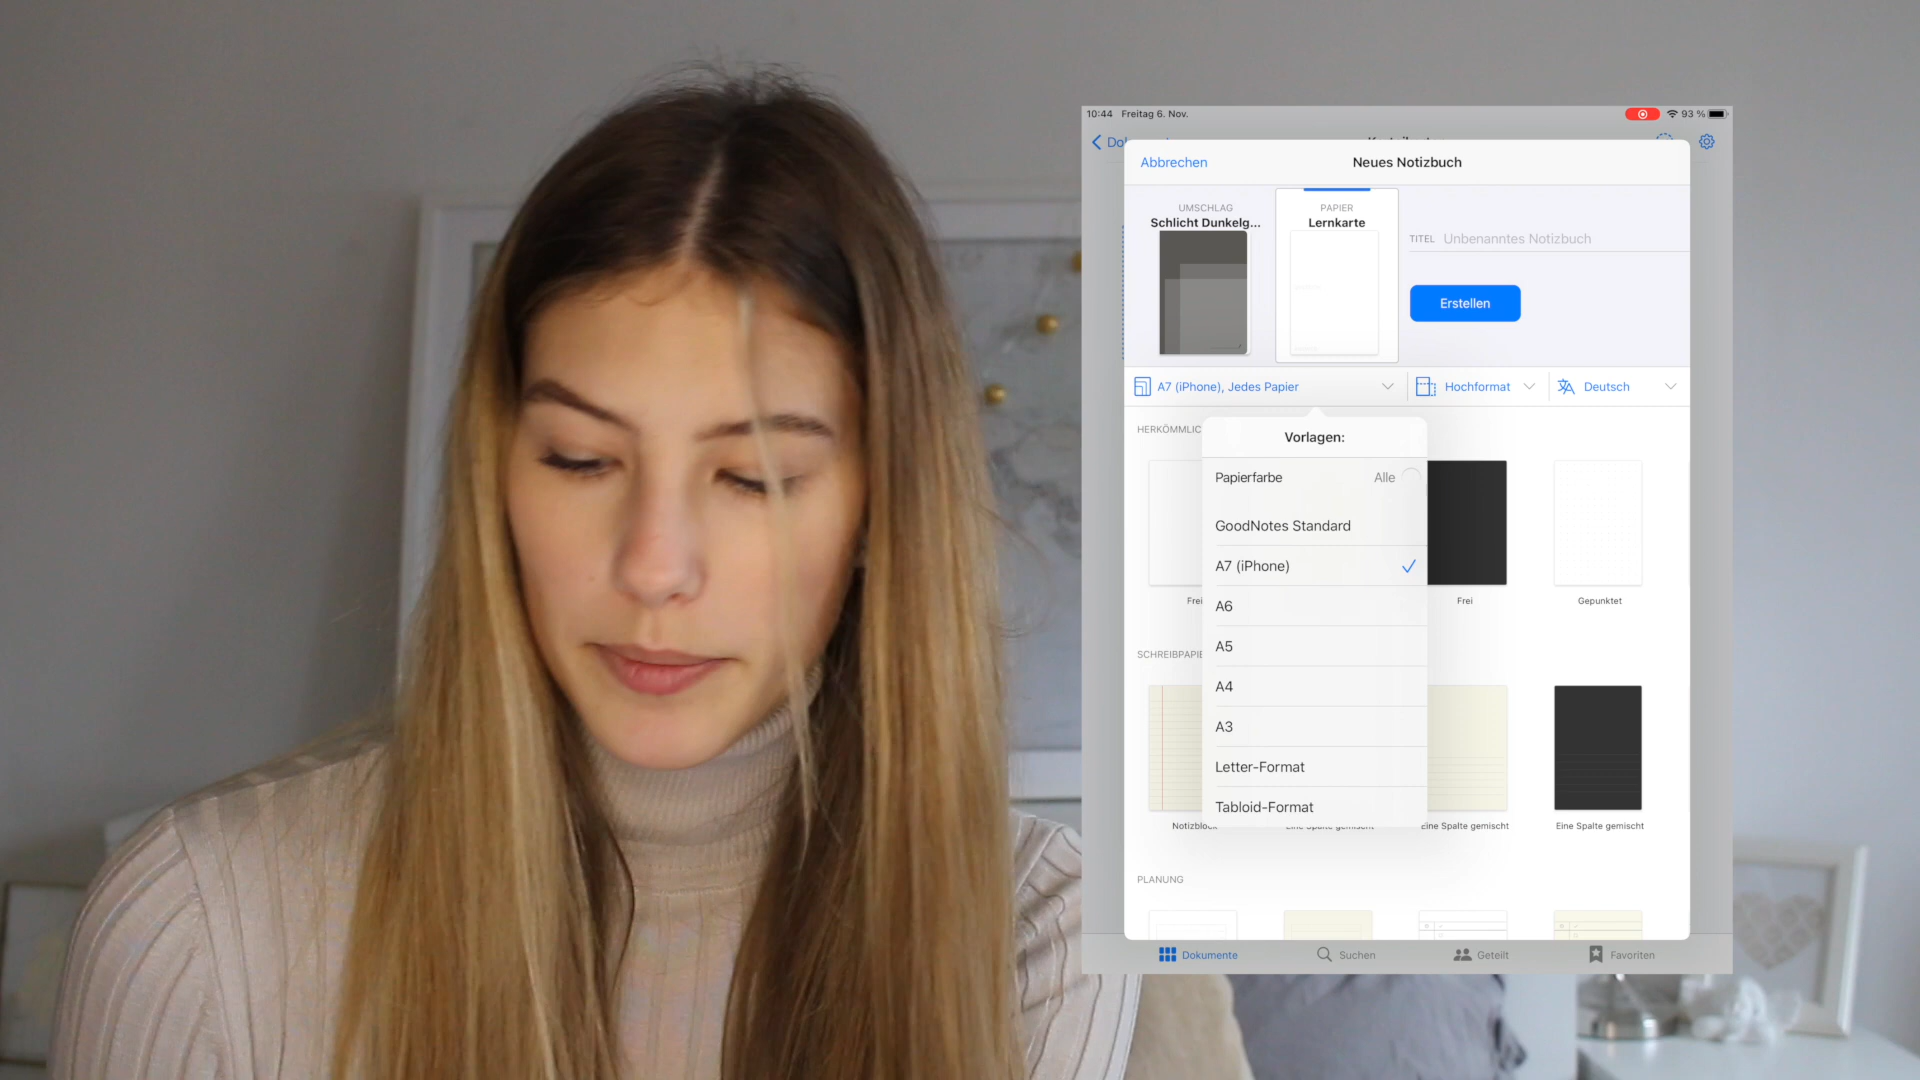 10:44 Freitag 6. Nov.
93 %
Abbrechen
Neues Notizbuch
UMSCHLAG
Schlicht Dunkelg...
PAPIER
Lernkarte
TITEL Unbenanntes Notizbuch
Erstellen
A7 (iPhone), Jedes Papier
Hochformat
Deutsch
Vorlagen:
Papierfarbe Alle
GoodNotes Standard
A7 (iPhone)
A6
A5
A4
A3
Letter-Format
Tabloid-Format
Frei
Frei
Gepunktet
Eine Spalte gemischt
Eine Spalte gemischt
PLANUNG
Dokumente
Suchen
Geteilt
Favoriten